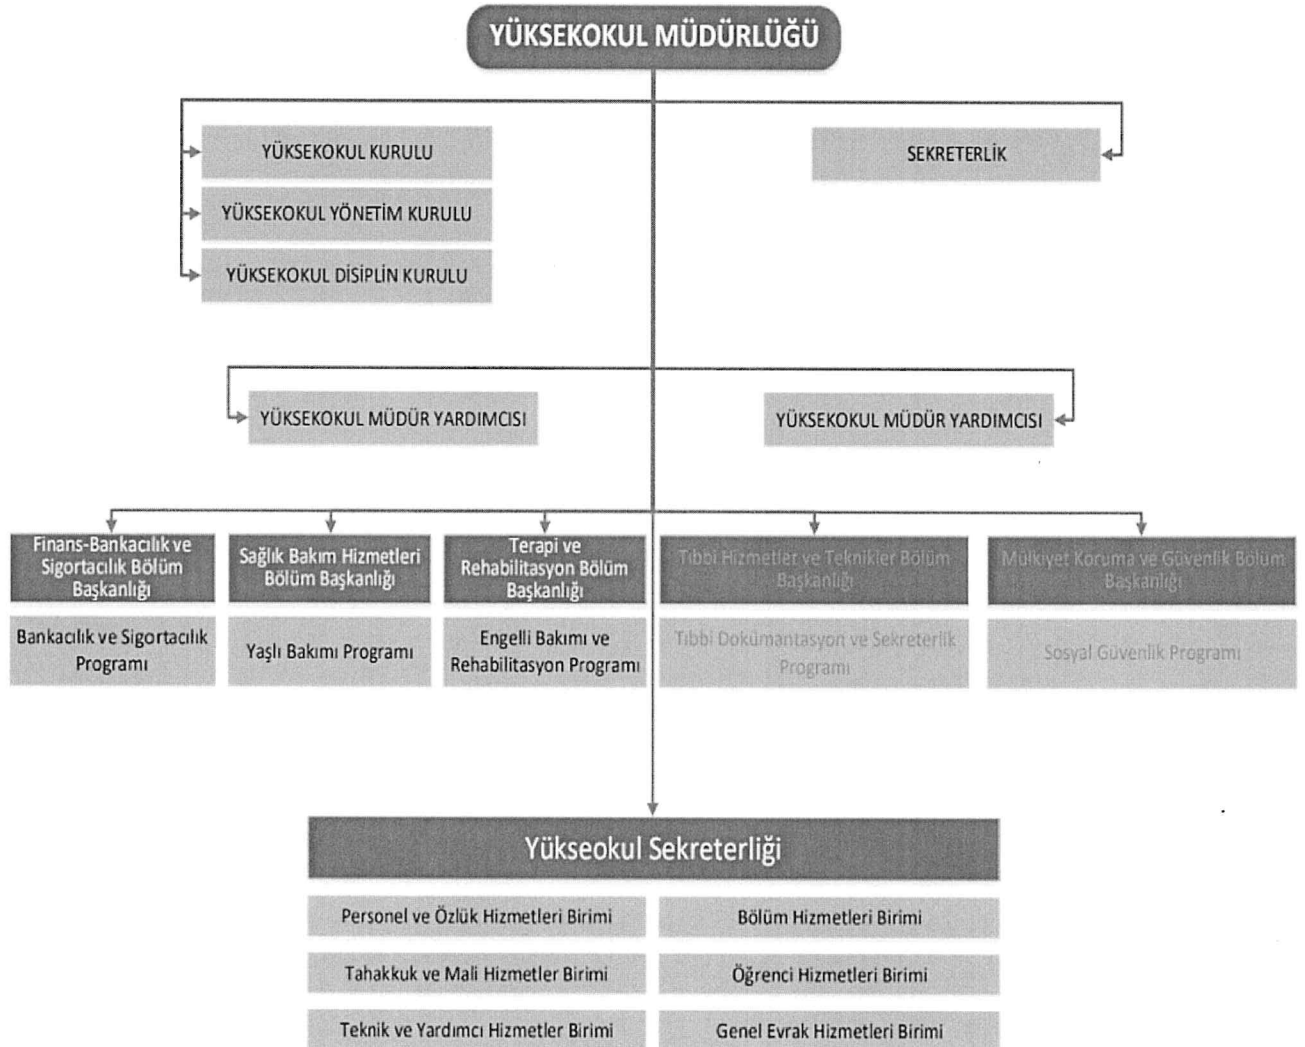 YÜKSEKOKUL MÜDÜRLÜĞÜ
YÜKSEKOKUL KURULU
SEKRETERLİK
YÜKSEKOKUL YÖNETİM KURULU
YÜKSEKOKUL DİSİPLİN KURULU
YÜKSEKOKUL MÜDÜR YARDIMCISI
YÜKSEKOKUL MÜDÜR YARDIMCISI
Finans-Bankacılık ve
Sigortacılık Bölüm
Başkanlığı
Sağlık Bakım Hizmetleri
Bölüm Başkanlığı
Terapi ve
Rehabilitasyon Bölüm
Başkanlığı
Tıbbi Hizmetler ve Teknikler Bölüm
Başkanlığı
Mülkiyet Koruma ve Güvenlik Bölüm
Başkanlığı
Bankacılık ve Sigortacılık
Programı
Yaşlı Bakımı Programı
Engelli Bakımı ve
Rehabilitasyon Programı
Tıbbi Dokümantasyon ve Sekreterlik
Programı
Sosyal Güvenlik Programı
Yükseokul Sekreterliği
Personel ve Özlük Hizmetleri Birimi
Bölüm Hizmetleri Birimi
Tahakkuk ve Mali Hizmetler Birimi
Öğrenci Hizmetleri Birimi
Teknik ve Yardımcı Hizmetler Birimi
Genel Evrak Hizmetleri Birimi